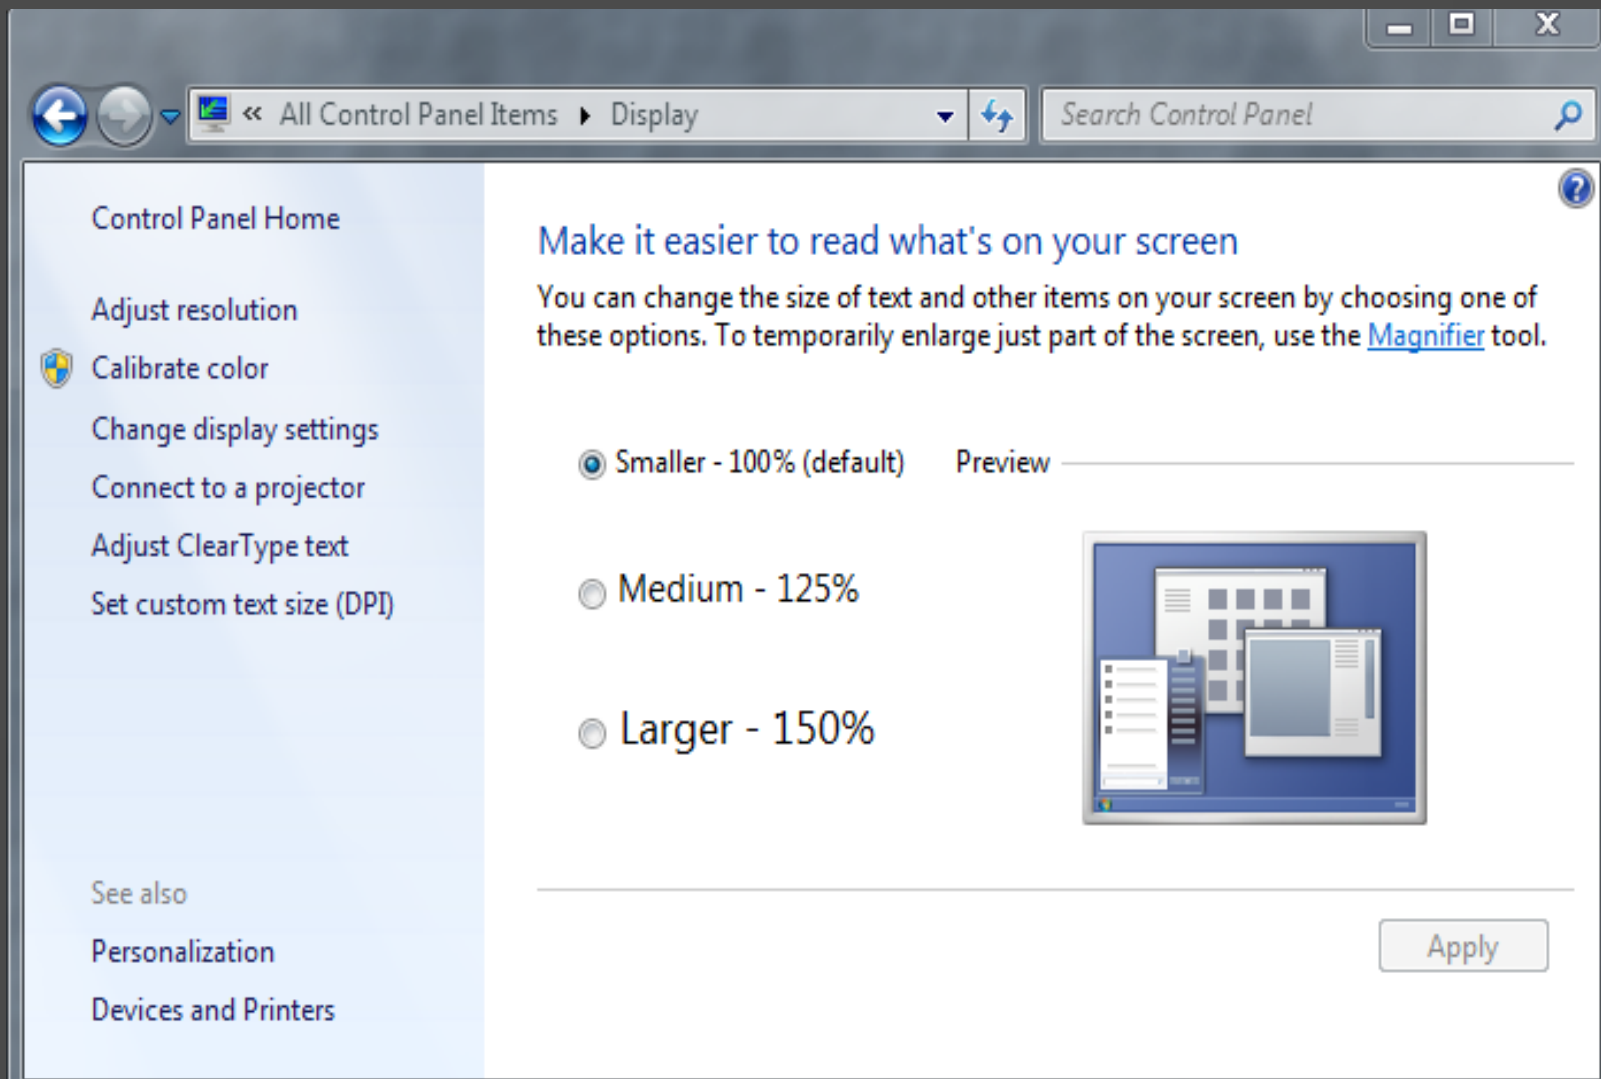 « All Control Panel Items Display
Search Control Panel
Control Panel Home
Adjust resolution
Calibrate color
Change display settings
Connect to a projector
Adjust ClearType text
Set custom text size (DPI)
See also
Personalization
Devices and Printers
Make it easier to read what's on your screen
You can change the size of text and other items on your screen by choosing one of
these options. To temporarily enlarge just part of the screen, use the Magnifier tool.
Smaller - 100% (default)
Preview
Medium - 125%
Larger - 150%
Apply